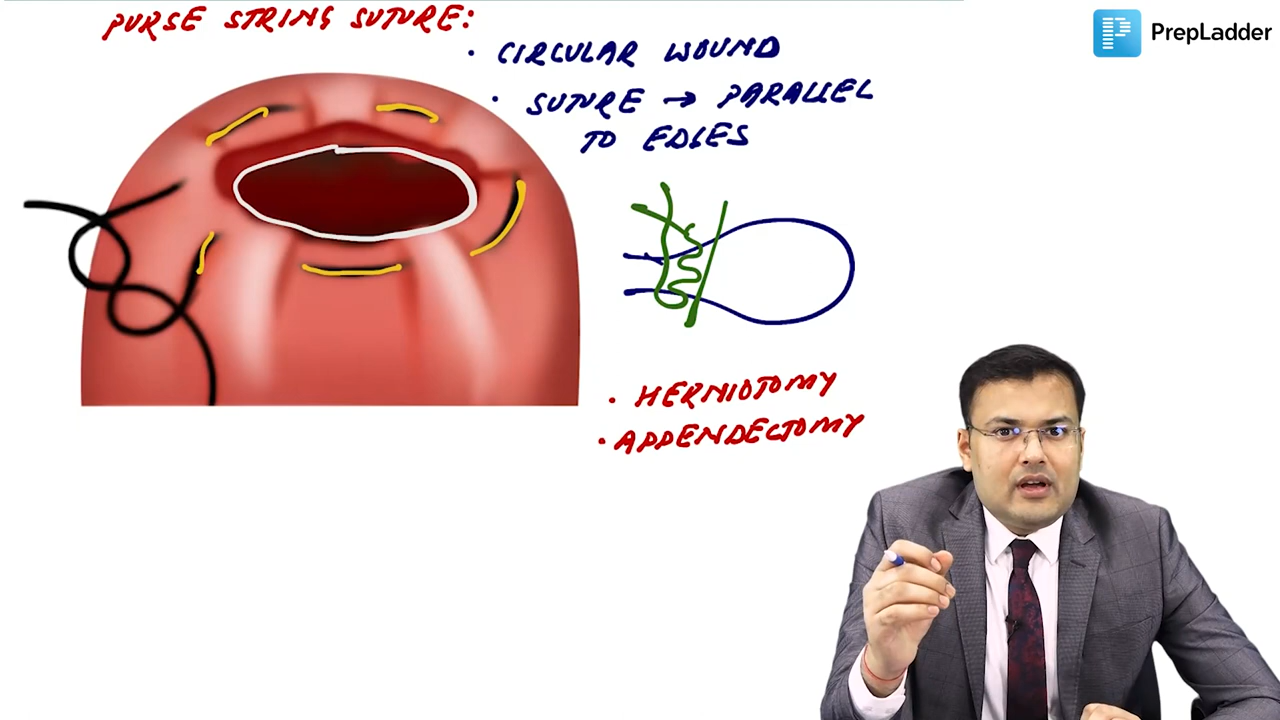 PURSE STRING SUTURE:
• CIRCULAR WOUND
• SUTURE → PARALLEL
TO EDGES
• HERNIOTOMY
• APPENDECTOMY
PrepLadder